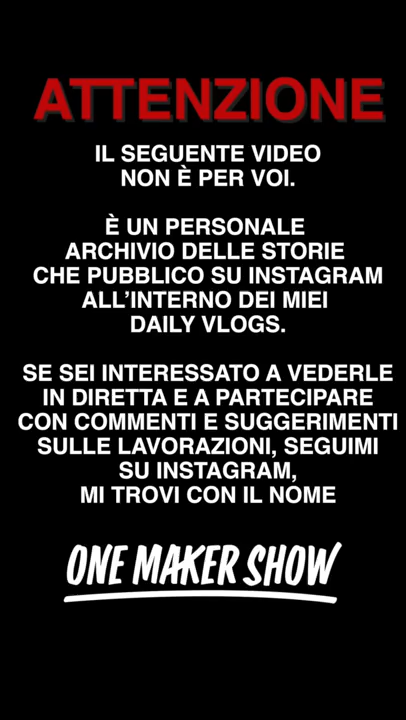 ATTENZIONE
IL SEGUENTE VIDEO
NON È PER VOI.
È UN PERSONALE
ARCHIVIO DELLE STORIE
CHE PUBBLICO SU INSTAGRAM
ALL'INTERNO DEI MIEI
DAILY VLOGS.
SE SEI INTERESSATO A VEDERLE
IN DIRETTA E A PARTECIPARE
CON COMMENTI E SUGGERIMENTI
SULLE LAVORAZIONI, SEGUIMI
SU INSTAGRAM,
MI TROVI CON IL NOME
ONE MAKER SHOW